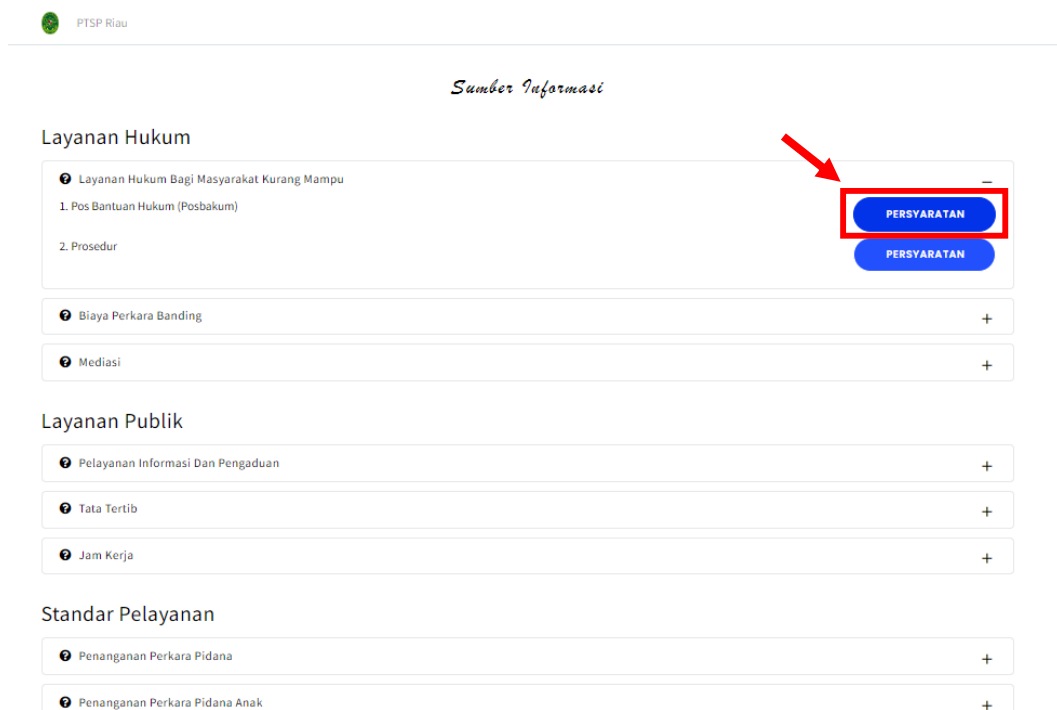 PTSP Riau
Sumber Informasi
Layanan Hukum
Layanan Hukum Bagi Masyarakat Kurang Mampu
1. Pos Bantuan Hukum (Posbakum)
PERSYARATAN
2. Prosedur
PERSYARATAN
Biaya Perkara Banding
Mediasi
Layanan Publik
Pelayanan Informasi Dan Pengaduan
Tata Tertib
Jam Kerja
Standar Pelayanan
Penanganan Perkara Pidana
Penanganan Perkara Pidana Anak